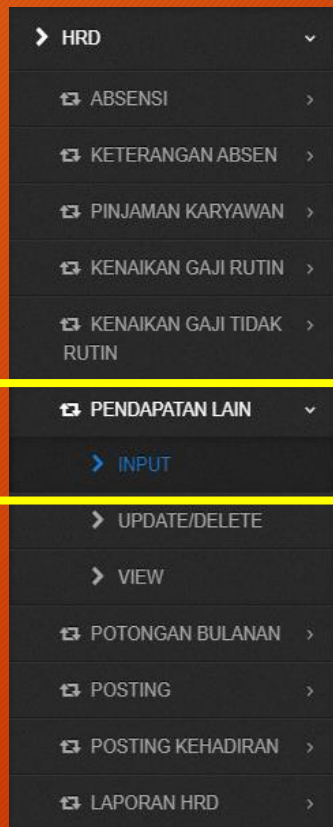 HRD
ABSENSI
KETERANGAN ABSEN
PINJAMAN KARYAWAN
KENAIKAN GAJI RUTIN
KENAIKAN GAJI TIDAK
RUTIN
PENDAPATAN LAIN
INPUT
UPDATE/DELETE
VIEW
POTONGAN BULANAN
POSTING
POSTING KEHADIRAN
LAPORAN HRD